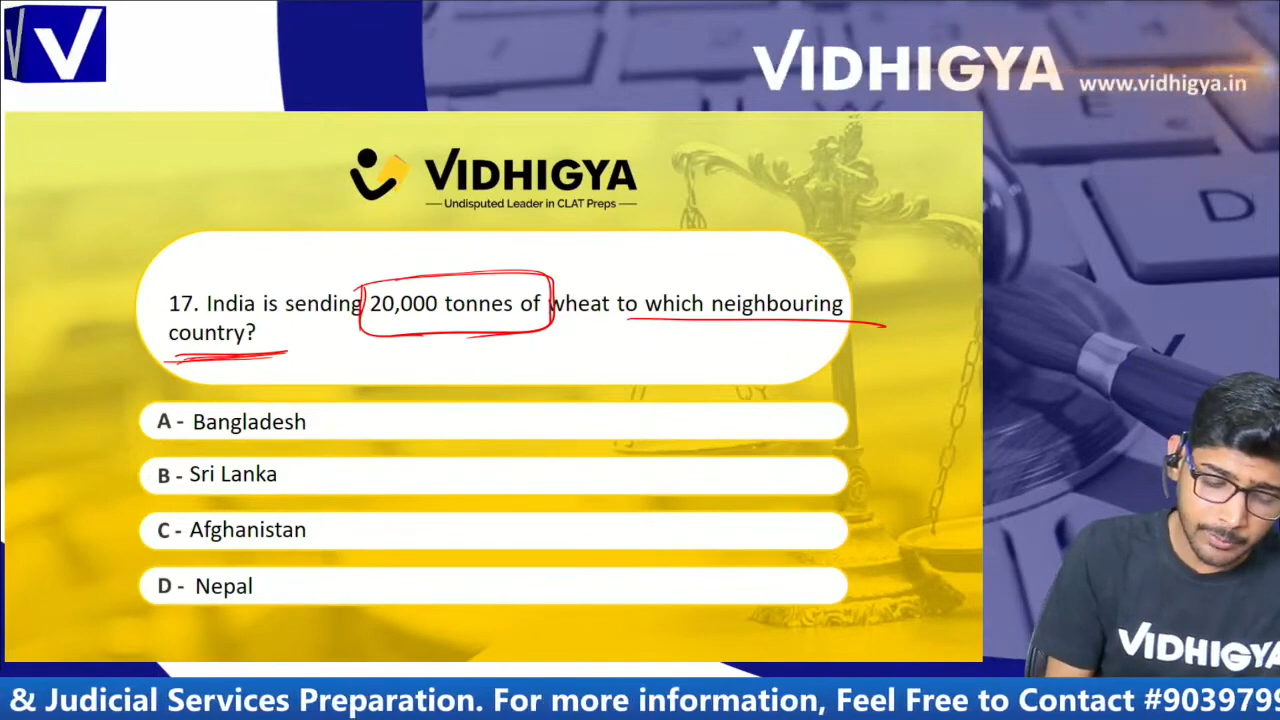 V
VIDHIGYA www.vidhigya.in
VIDHIGYA
Undisputed Leader in CLAT Preps
17. India is sending 20,000 tonnes of wheat to which neighbouring
country?
A - Bangladesh
B - Sri Lanka
C - Afghanistan
D - Nepal
D
VIDHIGYA
& Judicial Services Preparation. For more information, Feel Free to Contact #9039799